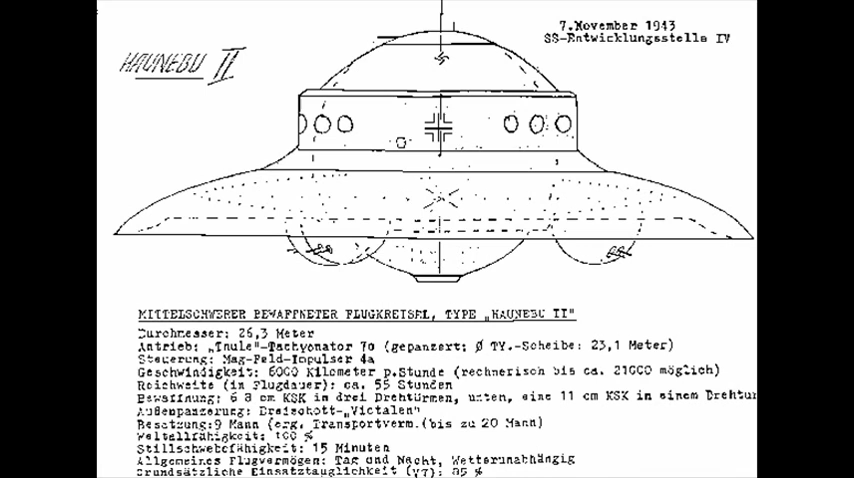 7.November 1943
SS-Entwicklungsstelle IV
HAUNEBU II
MITTELSCHWERER BEWAFFNETER FLUGKREISEL, TYPE „HAUNEBU II"
Durchmesser: 26,3 Meter
Antrieb: „Thule"-Tachyonator 7o (gepanzert; Ø TY.-Scheibe: 23,1 Meter)
Steuerung: Mag-Feld-Impulser 4a
Geschwindigkeit: 6000 Kilometer p.Stunde (rechnerisch bis ca. 21000 möglich)
Reichweite (in Flugdauer): ca. 55 Stunden
Bewaffnung: 6 8 cm KSK in drei Drehtürmen, unten, eine 11 cm KSK in einem Drehtur
Außenpanzerung: Dreischott-„Victalen"
Besatzung:9 Mann (erg. Transportverm.(bis zu 20 Mann)
Weltallfähigkeit: 100 %
Stillschwebefähigkeit: 15 Minuten
Allgemeines Flugvermögen: Tag und Nacht, Wetterunabhängig
Grundsätzliche Einsatztauglichkeit (V7): 85 %